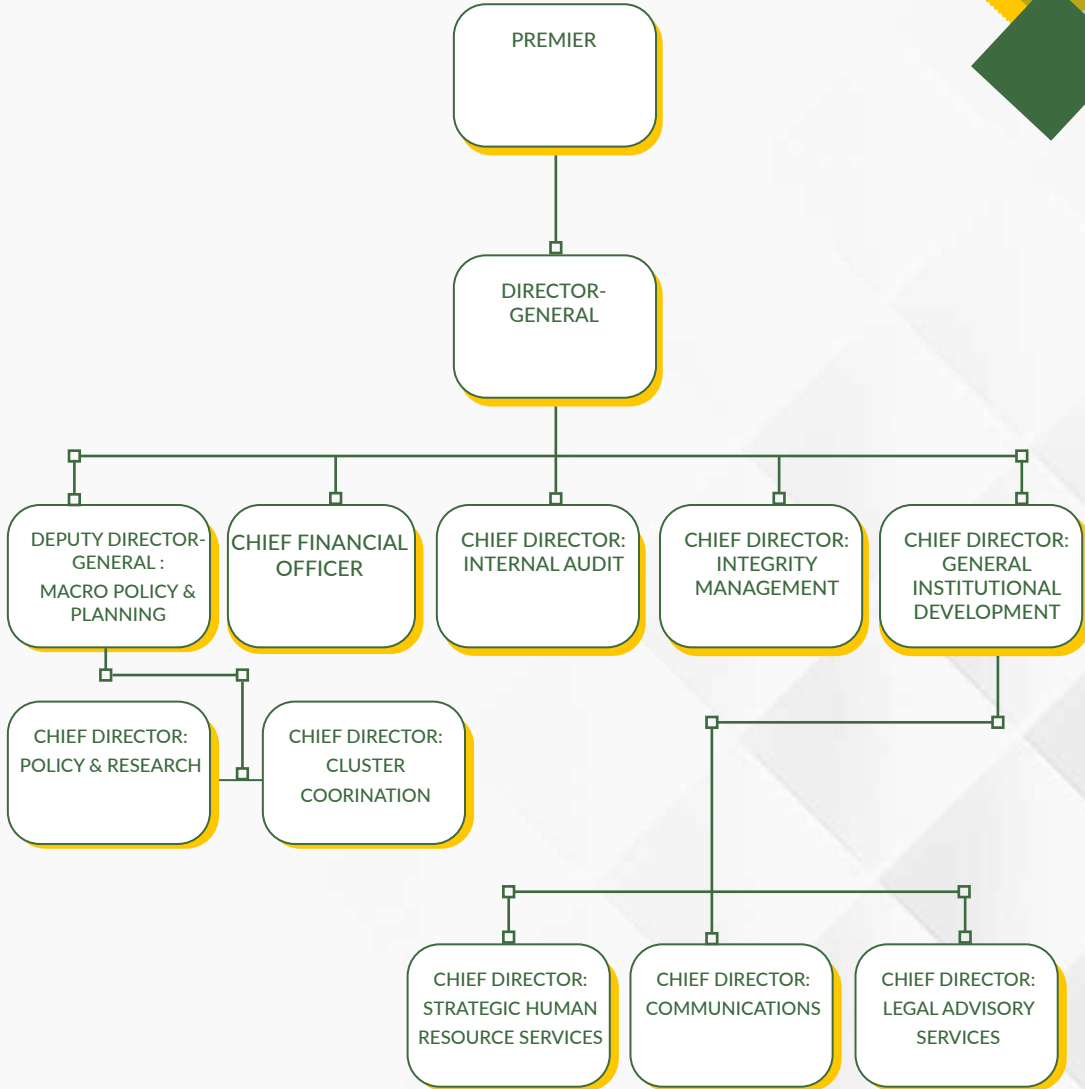 PREMIER
DIRECTOR-
GENERAL
DEPUTY DIRECTOR-
GENERAL :
MACRO POLICY &
PLANNING
CHIEF FINANCIAL
OFFICER
CHIEF DIRECTOR:
INTERNAL AUDIT
CHIEF DIRECTOR:
INTEGRITY
MANAGEMENT
CHIEF DIRECTOR:
GENERAL
INSTITUTIONAL
DEVELOPMENT
CHIEF DIRECTOR:
POLICY & RESEARCH
CHIEF DIRECTOR:
CLUSTER
COORINATION
CHIEF DIRECTOR:
STRATEGIC HUMAN
RESOURCE SERVICES
CHIEF DIRECTOR:
COMMUNICATIONS
CHIEF DIRECTOR:
LEGAL ADVISORY
SERVICES